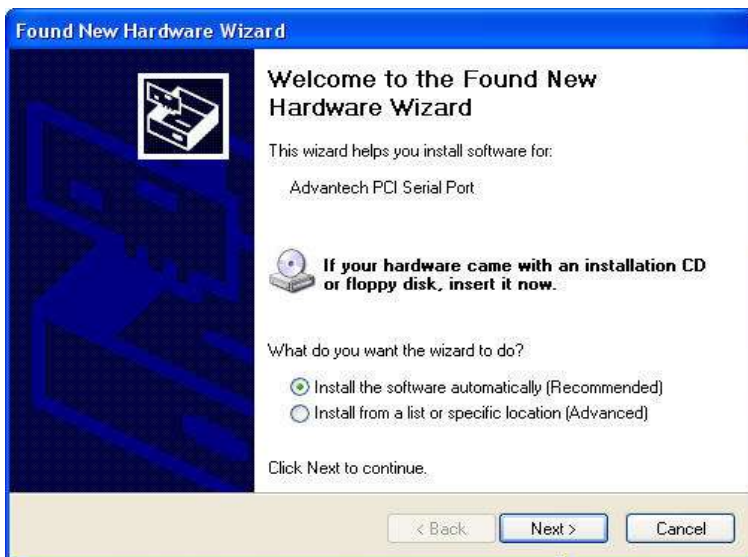 Found New Hardware Wizard
Welcome to the Found New
Hardware Wizard
This wizard helps you install software for:
Advantech PCI Serial Port
If your hardware came with an installation CD
or floppy disk, insert it now.
What do you want the wizard to do?
Install the software automatically (Recommended)
Install from a list or specific location (Advanced)
Click Next to continue.
< Back
Next >
Cancel